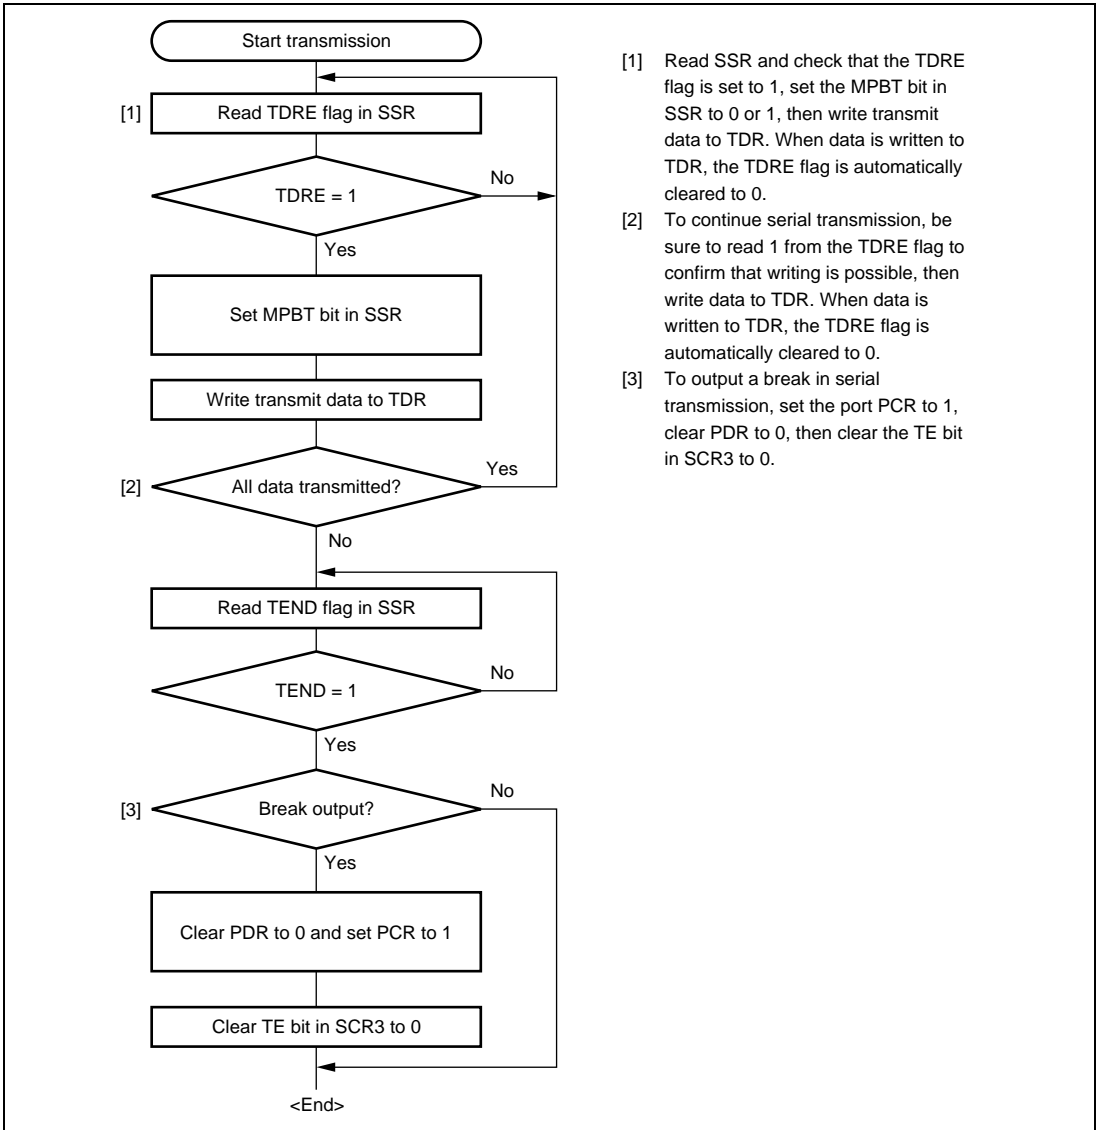 Start transmission
[1]
Read TDRE flag in SSR
TDRE = 1
No
Yes
Set MPBT bit in SSR
Write transmit data to TDR
[2]
All data transmitted?
Yes
No
Read TEND flag in SSR
TEND = 1
No
Yes
[3]
Break output?
No
Yes
Clear PDR to 0 and set PCR to 1
Clear TE bit in SCR3 to 0
<End>
[1] Read SSR and check that the TDRE
flag is set to 1, set the MPBT bit in
SSR to 0 or 1, then write transmit
data to TDR. When data is written to
TDR, the TDRE flag is automatically
cleared to 0.
[2] To continue serial transmission, be
sure to read 1 from the TDRE flag to
confirm that writing is possible, then
write data to TDR. When data is
written to TDR, the TDRE flag is
automatically cleared to 0.
[3] To output a break in serial
transmission, set the port PCR to 1,
clear PDR to 0, then clear the TE bit
in SCR3 to 0.